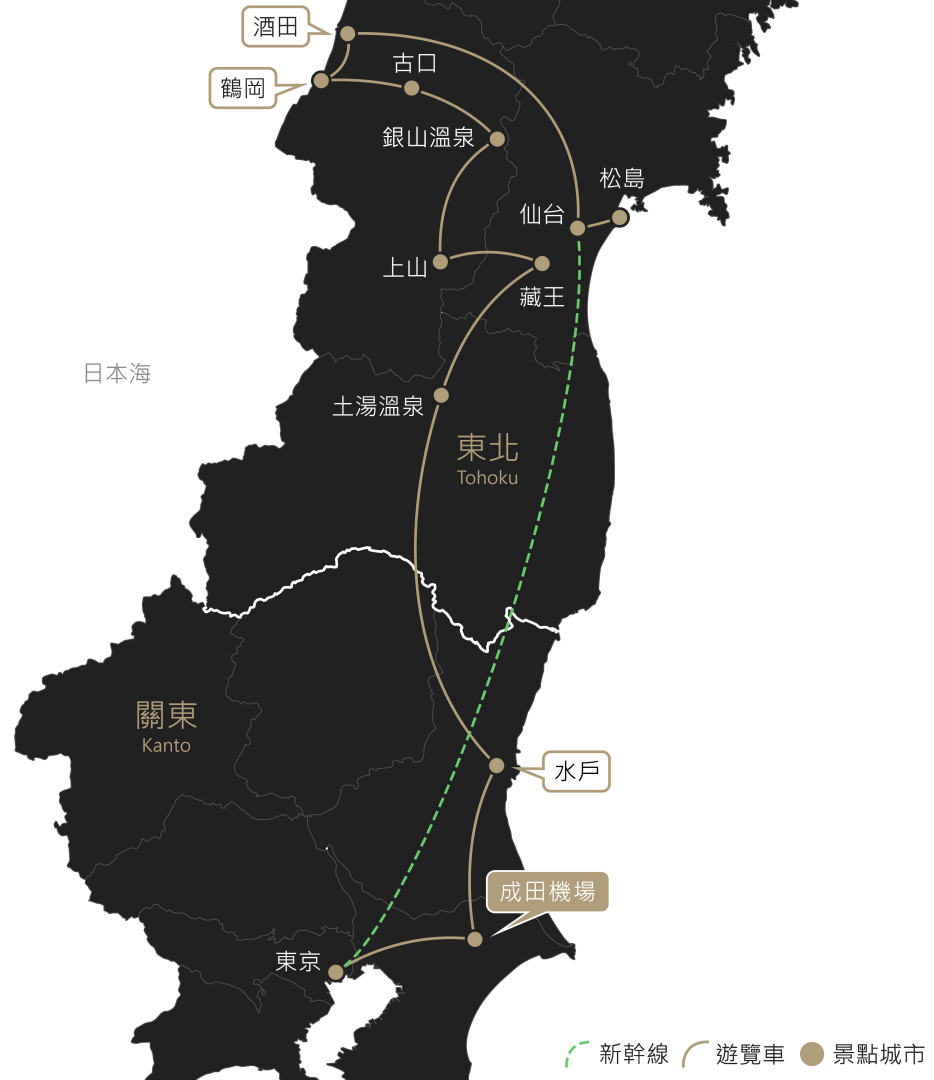 酒田
古口
鶴岡
銀山溫泉
松島
仙台
上山
藏王
日本海
土湯溫泉
東北
Tohoku
關東
Kanto
水戶
成田機場
東京
新幹線
遊覽車
景點城市